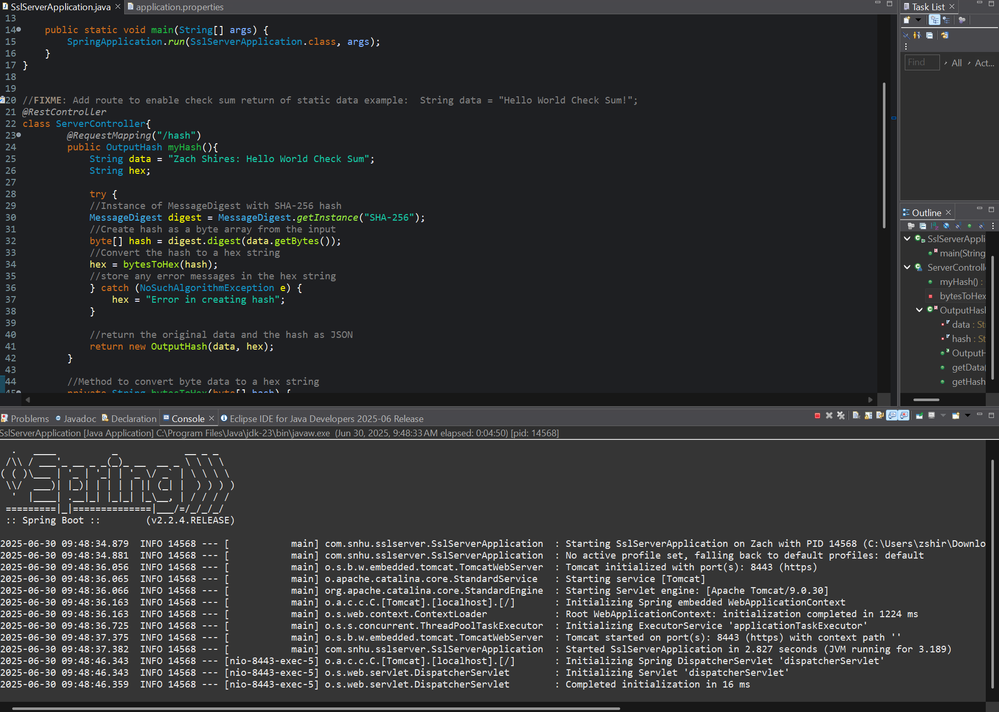 SslServerApplication.java
application.properties
13
14 public static void main(String[] args) {
15 SpringApplication.run(SslServerApplication.class, args);
16 }
17 }
18
19
20 //FIXME: Add route to enable check sum return of static data example:  String data = "Hello World Check Sum!";
21 @RestController
22 class ServerController{
23 @RequestMapping("/hash")
24 public OutputHash myHash(){
25 String data = "Zach Shires: Hello World Check Sum";
26 String hex;
27
28 try {
29 //Instance of MessageDigest with SHA-256 hash
30 MessageDigest digest = MessageDigest.getInstance("SHA-256");
31 //Create hash as a byte array from the input
32 byte[] hash = digest.digest(data.getBytes());
33 //Convert the hash to a hex string
34 hex = bytesToHex(hash);
35 //store any error messages in the hex string
36 } catch (NoSuchAlgorithmException e) {
37 hex = "Error in creating hash";
38 }
39
40 //return the original data and the hash as JSON
41 return new OutputHash(data, hex);
42 }
43
44 //Method to convert byte data to a hex string
45 private String bytesToHex(byte[] hash) {
Task List
Find All Act...
Outline
SslServerAppli
main(String
ServerControll
myHash() :
bytesToHex
OutputHas
data : St
hash : St
OutputH
getData(
getHash
Problems Javadoc Declaration Console Eclipse IDE for Java Developers 2025-06 Release
SslServerApplication [Java Application] C:\Program Files\Java\jdk-23\bin\javaw.exe  (Jun 30, 2025, 9:48:33 AM elapsed: 0:04:50) [pid: 14568]
  .   ____          _            __ _ _
 /\\ / ___'_ __ _ _(_)_ __  __ _ \ \ \ \
( ( )\___ | '_ | '_| | '_ \/ _` | \ \ \ \
 \\/  ___)| |_)| | | | | || (_| |  ) ) ) )
  '  |____| .__|_| |_|_| |_\__, | / / / /
 =========|_|==============|___/=/_/_/_/
 :: Spring Boot ::        (v2.2.4.RELEASE)
2025-06-30 09:48:34.879  INFO 14568 --- [           main] com.snhu.sslserver.SslServerApplication  : Starting SslServerApplication on Zach with PID 14568 (C:\Users\zshir\Downlo
2025-06-30 09:48:34.881  INFO 14568 --- [           main] com.snhu.sslserver.SslServerApplication  : No active profile set, falling back to default profiles: default
2025-06-30 09:48:36.056  INFO 14568 --- [           main] o.s.b.w.embedded.tomcat.TomcatWebServer  : Tomcat initialized with port(s): 8443 (https)
2025-06-30 09:48:36.065  INFO 14568 --- [           main] o.apache.catalina.core.StandardService   : Starting service [Tomcat]
2025-06-30 09:48:36.066  INFO 14568 --- [           main] org.apache.catalina.core.StandardEngine  : Starting Servlet engine: [Apache Tomcat/9.0.30]
2025-06-30 09:48:36.163  INFO 14568 --- [           main] o.a.c.c.C.[Tomcat].[localhost].[/]       : Initializing Spring embedded WebApplicationContext
2025-06-30 09:48:36.163  INFO 14568 --- [           main] o.s.web.context.ContextLoader            : Root WebApplicationContext: initialization completed in 1224 ms
2025-06-30 09:48:36.725  INFO 14568 --- [           main] o.s.s.concurrent.ThreadPoolTaskExecutor  : Initializing ExecutorService 'applicationTaskExecutor'
2025-06-30 09:48:37.375  INFO 14568 --- [           main] o.s.b.w.embedded.tomcat.TomcatWebServer  : Tomcat started on port(s): 8443 (https) with context path ''
2025-06-30 09:48:37.382  INFO 14568 --- [           main] com.snhu.sslserver.SslServerApplication  : Started SslServerApplication in 2.827 seconds (JVM running for 3.189)
2025-06-30 09:48:46.343  INFO 14568 --- [nio-8443-exec-5] o.a.c.c.C.[Tomcat].[localhost].[/]       : Initializing Spring DispatcherServlet 'dispatcherServlet'
2025-06-30 09:48:46.343  INFO 14568 --- [nio-8443-exec-5] o.s.web.servlet.DispatcherServlet        : Initializing Servlet 'dispatcherServlet'
2025-06-30 09:48:46.359  INFO 14568 --- [nio-8443-exec-5] o.s.web.servlet.DispatcherServlet        : Completed initialization in 16 ms